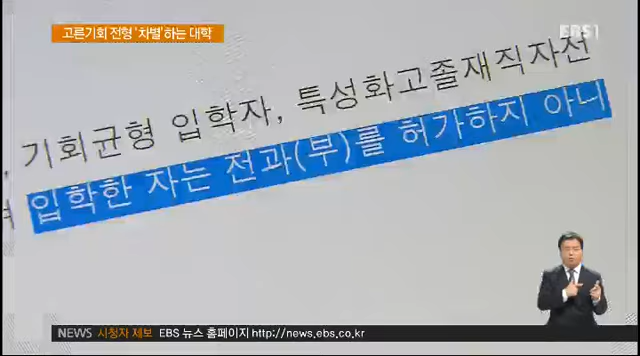 고른기회 전형 '차별'하는 대학
EBS1
, 기회균형 입학자, 특성화고졸재직자전
입학한 자는 전과(부)를 허가하지 아니
NEWS 시청자 제보 EBS 뉴스 홈페이지 http://news.ebs.co.kr